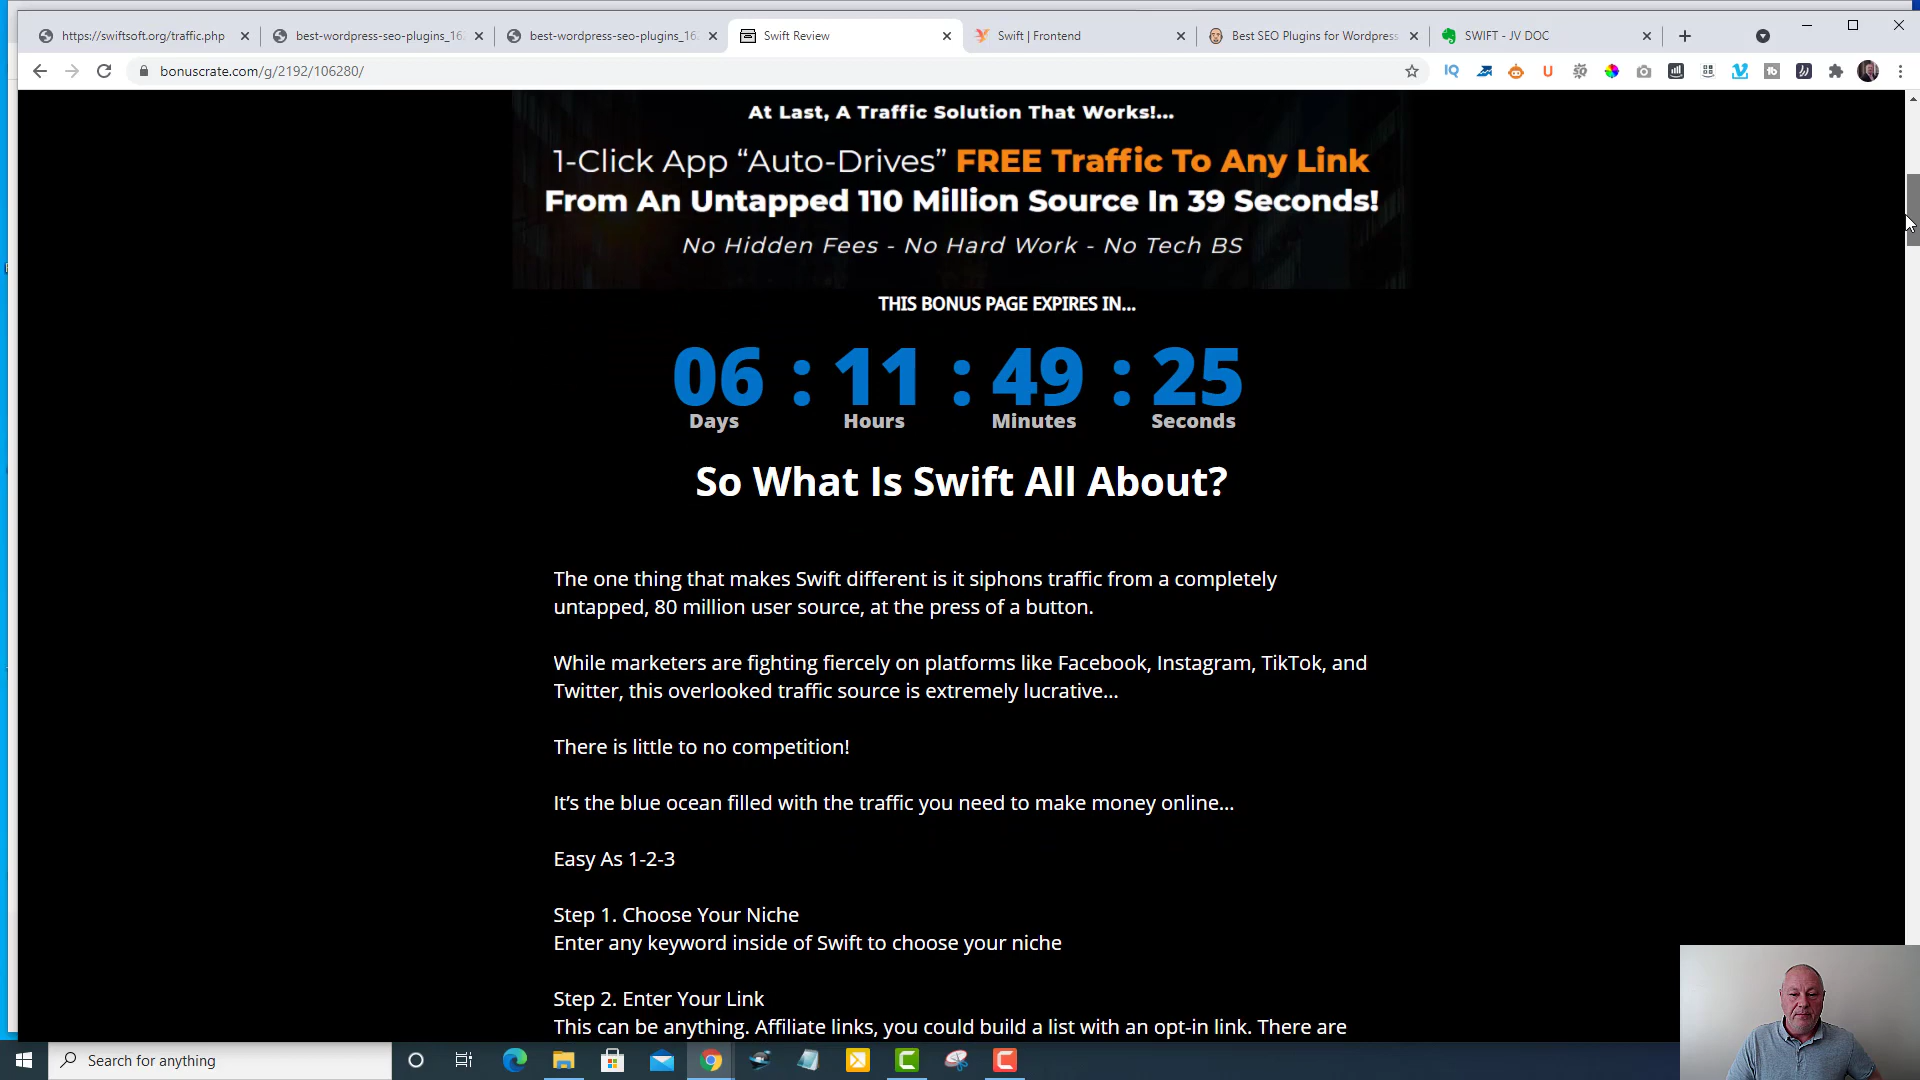 https://swiftsoft.org/traffic.php
best-wordpress-seo-plugins_16
best-wordpress-seo-plugins_16
Swift Review
Swift | Frontend
Best SEO Plugins for Wordpress
SWIFT - JV DOC
bonuscrate.com/g/2192/106280/
At Last, A Traffic Solution That Works!...
1-Click App “Auto-Drives” FREE Traffic To Any Link
From An Untapped 110 Million Source In 39 Seconds!
No Hidden Fees - No Hard Work - No Tech BS
THIS BONUS PAGE EXPIRES IN...
06 : 11 : 49 : 25
Days Hours Minutes Seconds
So What Is Swift All About?
The one thing that makes Swift different is it siphons traffic from a completely
untapped, 80 million user source, at the press of a button.
While marketers are fighting fiercely on platforms like Facebook, Instagram, TikTok, and
Twitter, this overlooked traffic source is extremely lucrative...
There is little to no competition!
It’s the blue ocean filled with the traffic you need to make money online...
Easy As 1-2-3
Step 1. Choose Your Niche
Enter any keyword inside of Swift to choose your niche
Step 2. Enter Your Link
This can be anything. Affiliate links, you could build a list with an opt-in link. There are
Search for anything